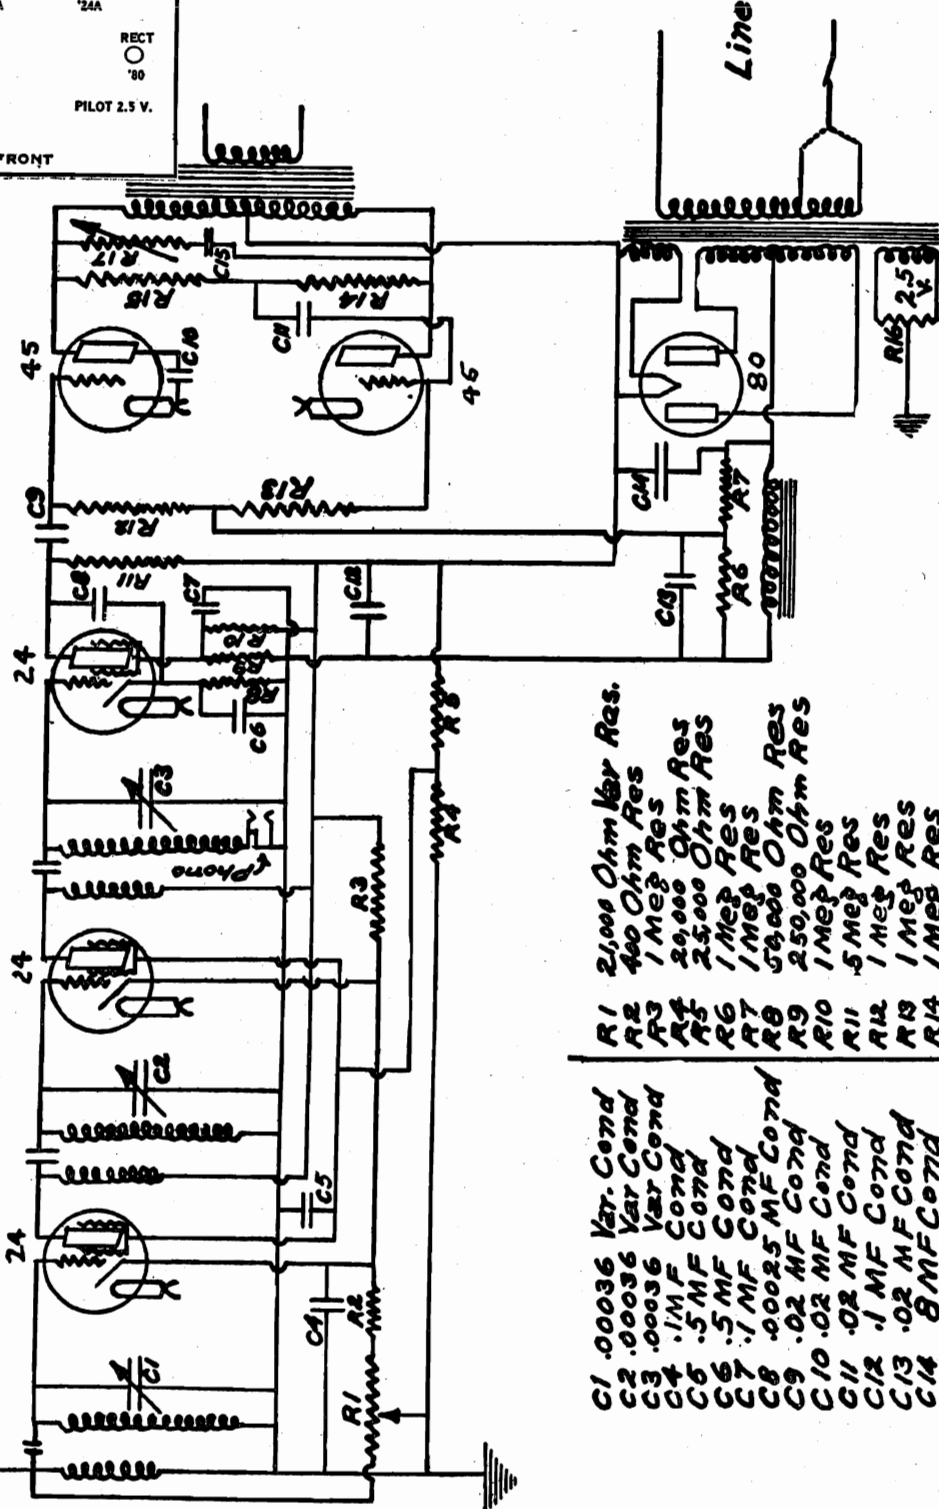 '24A
RECT
'80
PILOT 2.5 V.
FRONT
Line
45
R17
C15
R15
C10
C11
R14
45
80
2.5 V.
R16
C9
R12
R13
C14
R7
R6
C13
24
C8
R11
C7
R10
R9
R8
C6
C12
R5
R4
C3
Phono
24
R3
C2
C5
24
C4
R2
R1
C1
R1 21,000 Ohm Var Res.
R2 400 Ohm Res
R3 1 Meg Res
R4 20,000 Ohm Res
R5 25,000 Ohm Res
R6 1 Meg Res
R7 1 Meg Res
R8 50,000 Ohm Res
R9 250,000 Ohm Res
R10 1 Meg Res
R11 .5 Meg Res
R12 1 Meg Res
R13 1 Meg Res
R14 1 Meg Res
C1 .00036 Var. Cond
C2 .00036 Var Cond
C3 .00036 Var Cond
C4 .1 MF Cond
C5 .5 MF Cond
C6 .5 MF Cond
C7 .1 MF Cond
C8 .00025 MF Cond
C9 .02 MF Cond
C10 .02 MF Cond
C11 .02 MF Cond
C12 .1 MF Cond
C13 .02 MF Cond
C14 8 MF Cond